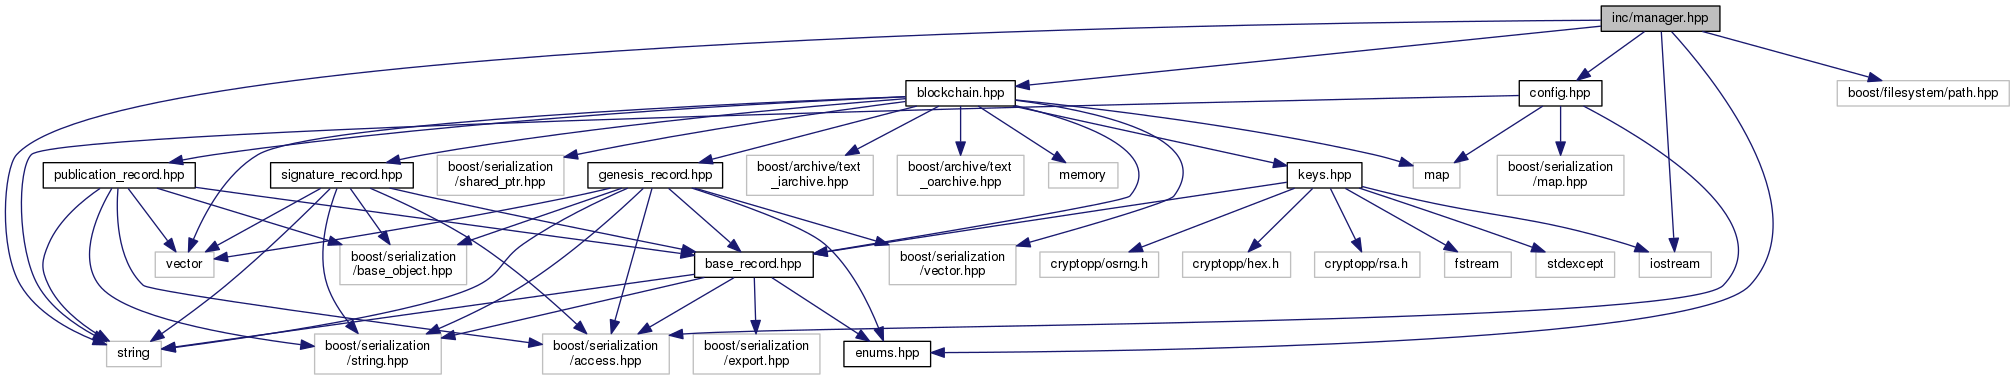 inc/manager.hpp
blockchain.hpp
config.hpp
boost/filesystem/path.hpp
publication_record.hpp
signature_record.hpp
boost/serialization
/shared_ptr.hpp
genesis_record.hpp
boost/archive/text
_iarchive.hpp
boost/archive/text
_oarchive.hpp
memory
keys.hpp
map
boost/serialization
/map.hpp
vector
boost/serialization
/base_object.hpp
base_record.hpp
boost/serialization
/vector.hpp
cryptopp/osrng.h
cryptopp/hex.h
cryptopp/rsa.h
fstream
stdexcept
iostream
string
boost/serialization
/string.hpp
boost/serialization
/access.hpp
boost/serialization
/export.hpp
enums.hpp